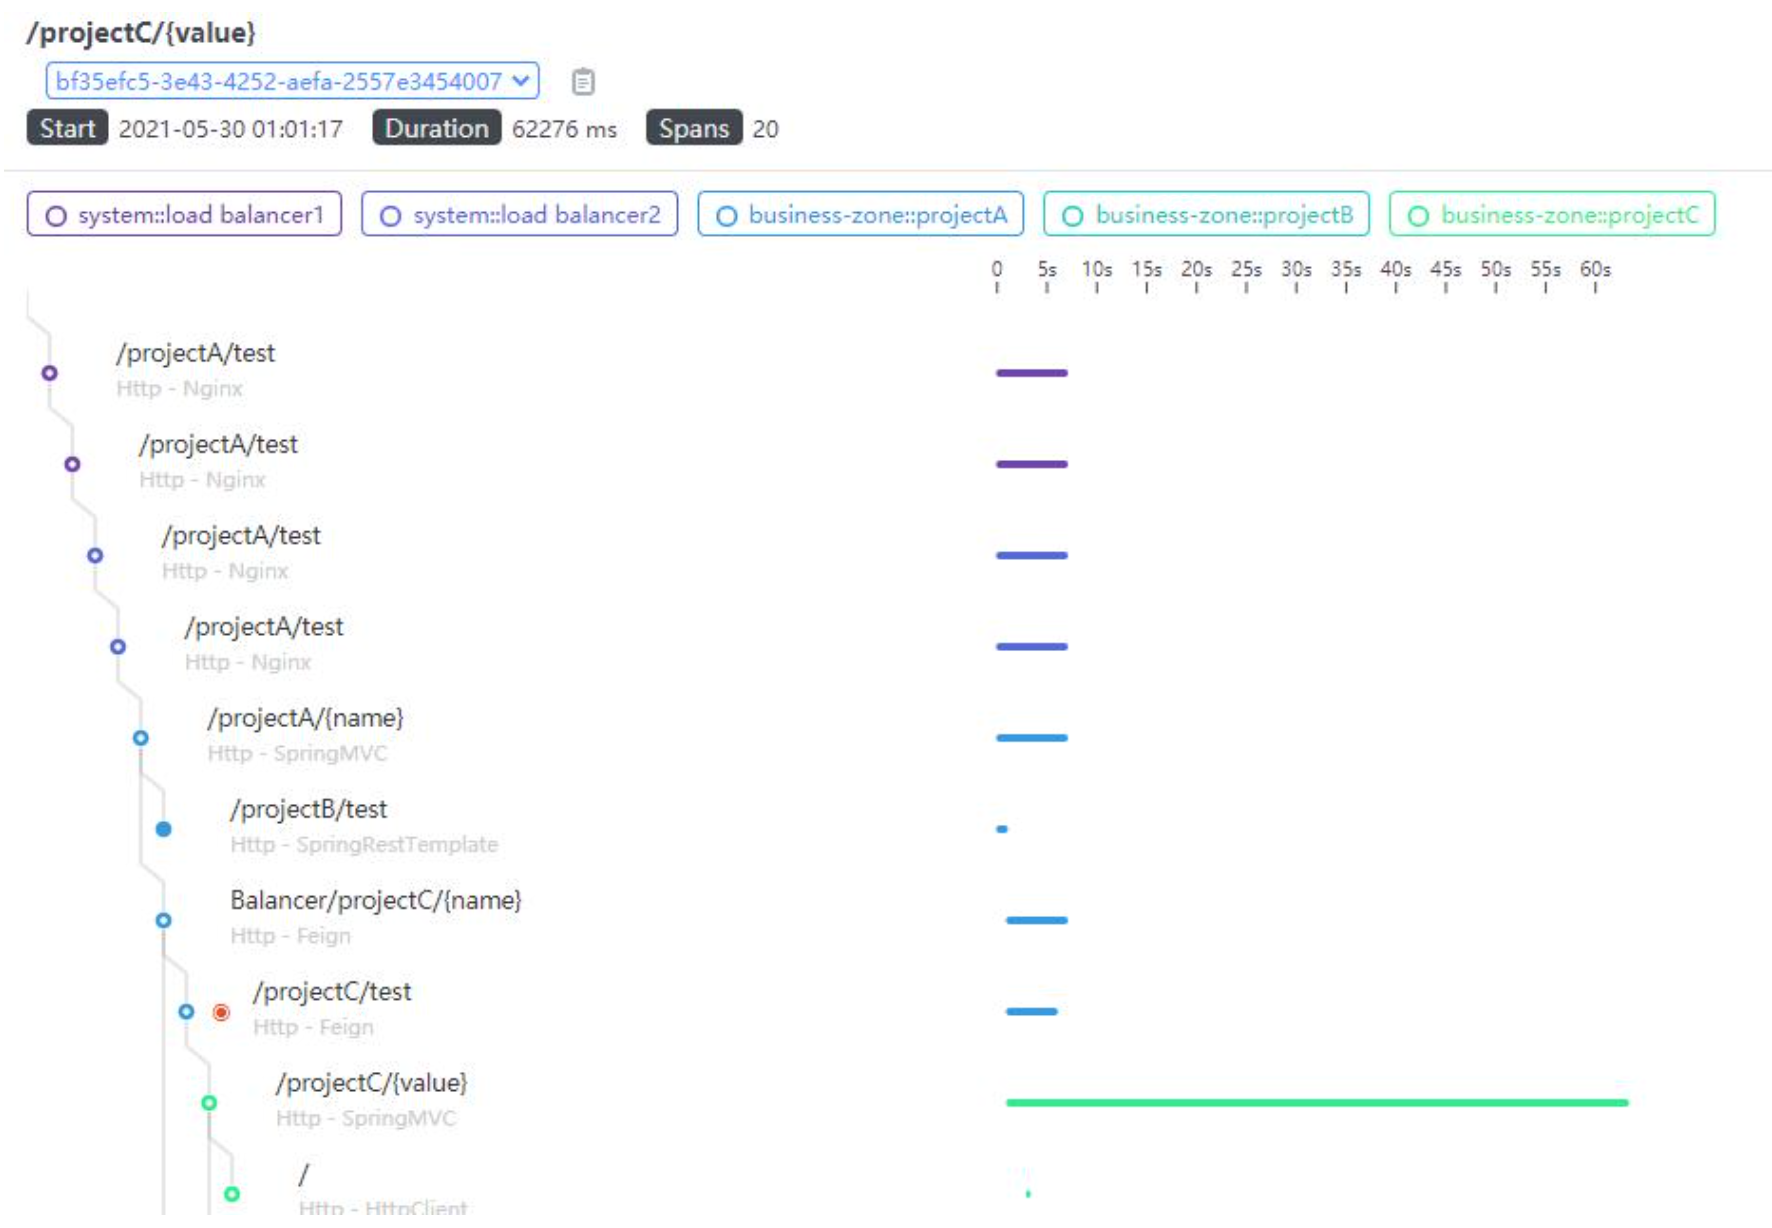 /projectC/{value}
bf35efc5-3e43-4252-aefa-2557e3454007
Start 2021-05-30 01:01:17 Duration 62276 ms Spans 20
system::load balancer1 system::load balancer2 business-zone::projectA business-zone::projectB business-zone::projectC
0 5s 10s 15s 20s 25s 30s 35s 40s 45s 50s 55s 60s
/projectA/test
Http - Nginx
/projectA/test
Http - Nginx
/projectA/test
Http - Nginx
/projectA/test
Http - Nginx
/projectA/{name}
Http - SpringMVC
/projectB/test
Http - SpringRestTemplate
Balancer/projectC/{name}
Http - Feign
/projectC/test
Http - Feign
/projectC/{value}
Http - SpringMVC
/
Http - HttpClient